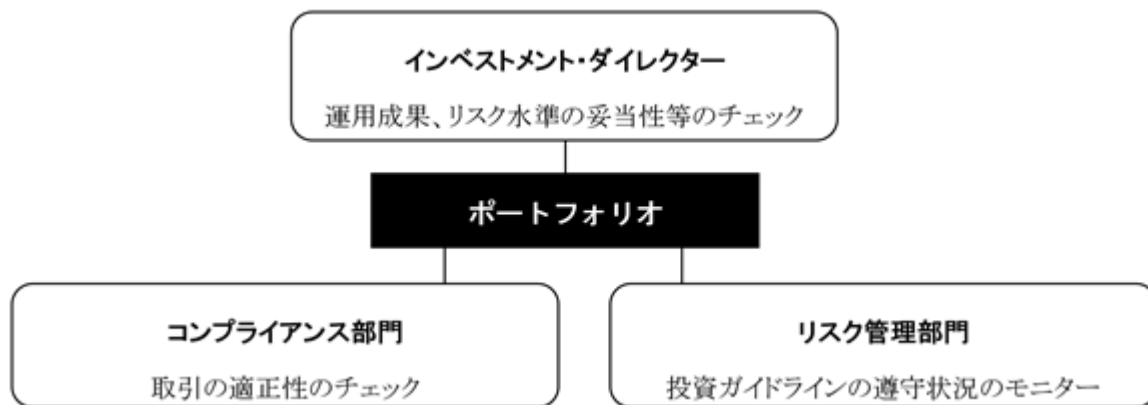 インベストメント・ダイレクター
運用成果、リスク水準の妥当性等のチェック
ポートフォリオ
コンプライアンス部門
取引の適正性のチェック
リスク管理部門
投資ガイドラインの遵守状況のモニター